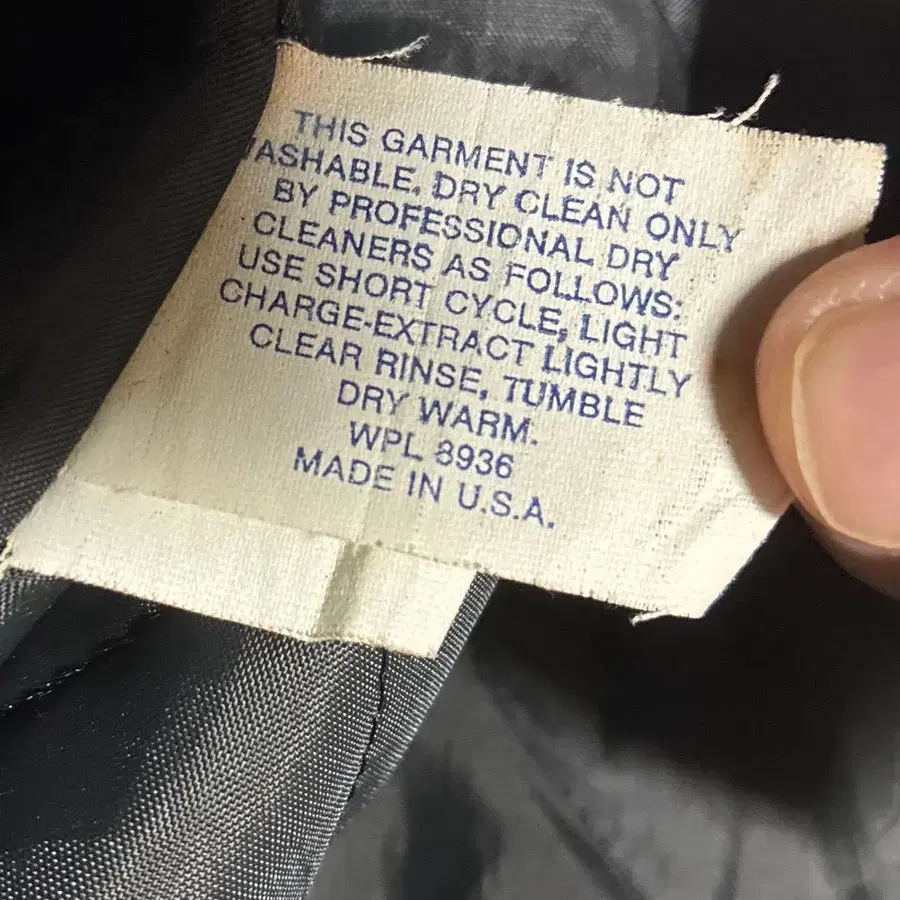 THIS GARMENT IS NOT
WASHABLE. DRY CLEAN ONLY
BY PROFESSIONAL DRY
CLEANERS AS FOLLOWS:
USE SHORT CYCLE, LIGHT
CHARGE-EXTRACT LIGHTLY
CLEAR RINSE, TUMBLE
DRY WARM.
WPL 8936
MADE IN U.S.A.